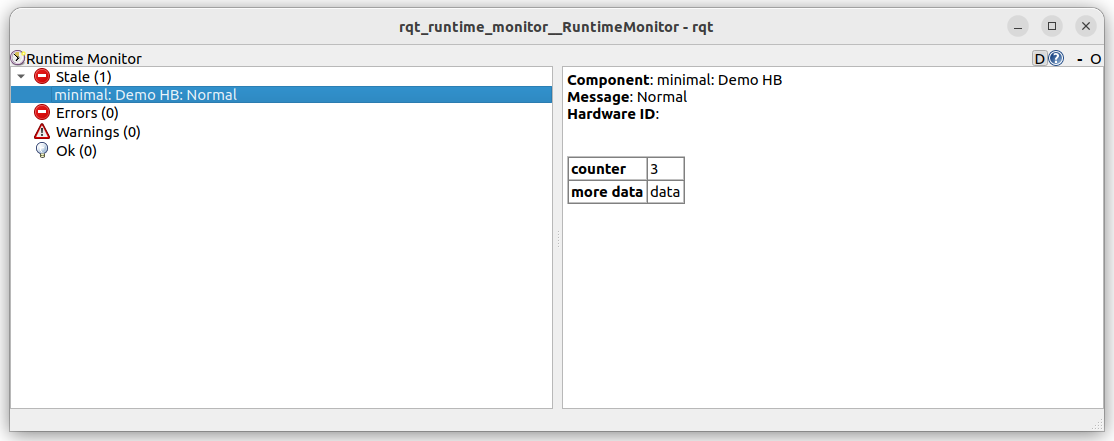 rqt_runtime_monitor__RuntimeMonitor - rqt
Runtime Monitor
D ? - O
Stale (1)
minimal: Demo HB: Normal
Errors (0)
Warnings (0)
Ok (0)
Component: minimal: Demo HB
Message: Normal
Hardware ID:
counter 3
more data data